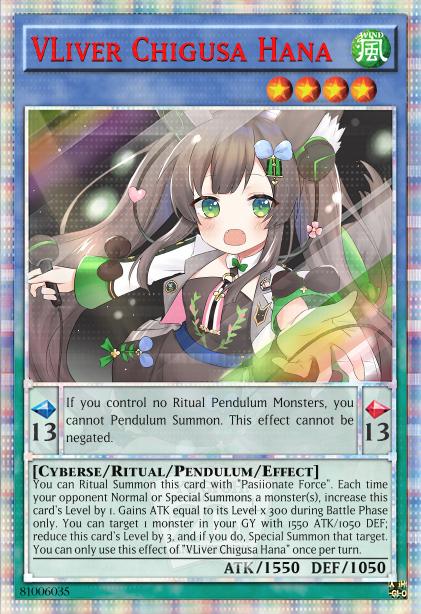 VLiver Chigusa Hana
WIND
風
H
If you control no Ritual Pendulum Monsters, you
cannot Pendulum Summon. This effect cannot be
negated.
13
13
[Cyberse/Ritual/Pendulum/Effect]
You can Ritual Summon this card with "Pasiionate Force". Each time
your opponent Normal or Special Summons a monster(s), increase this
card's Level by 1. Gains ATK equal to its Level x 300 during Battle Phase
only. You can target 1 monster in your GY with 1550 ATK/1050 DEF;
reduce this card's Level by 3, and if you do, Special Summon that target.
You can only use this effect of "VLiver Chigusa Hana" once per turn.
ATK/1550 DEF/1050
81006035